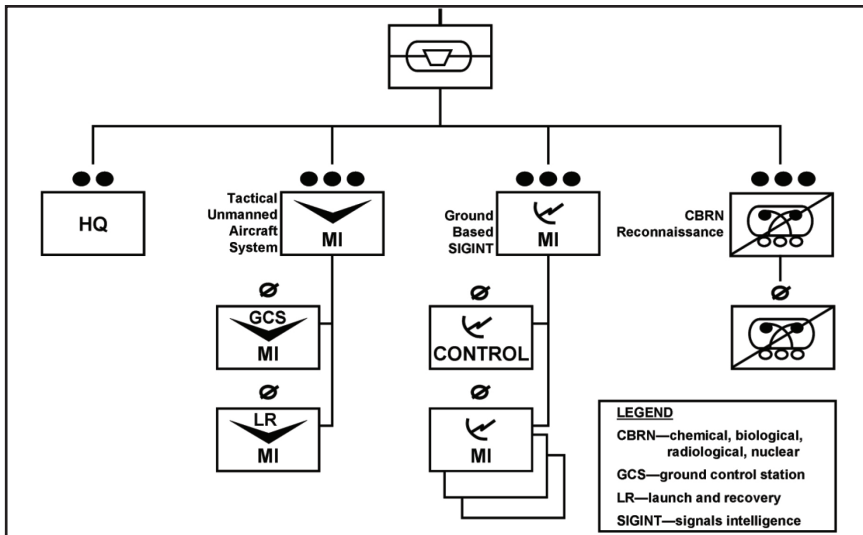 HQ
Tactical
Unmanned
Aircraft
System
MI
Ground
Based
SIGINT
MI
CBRN
Reconnaissance
GCS
MI
CONTROL
LR
MI
MI
LEGEND
CBRN—chemical, biological,
radiological, nuclear
GCS—ground control station
LR—launch and recovery
SIGINT—signals intelligence